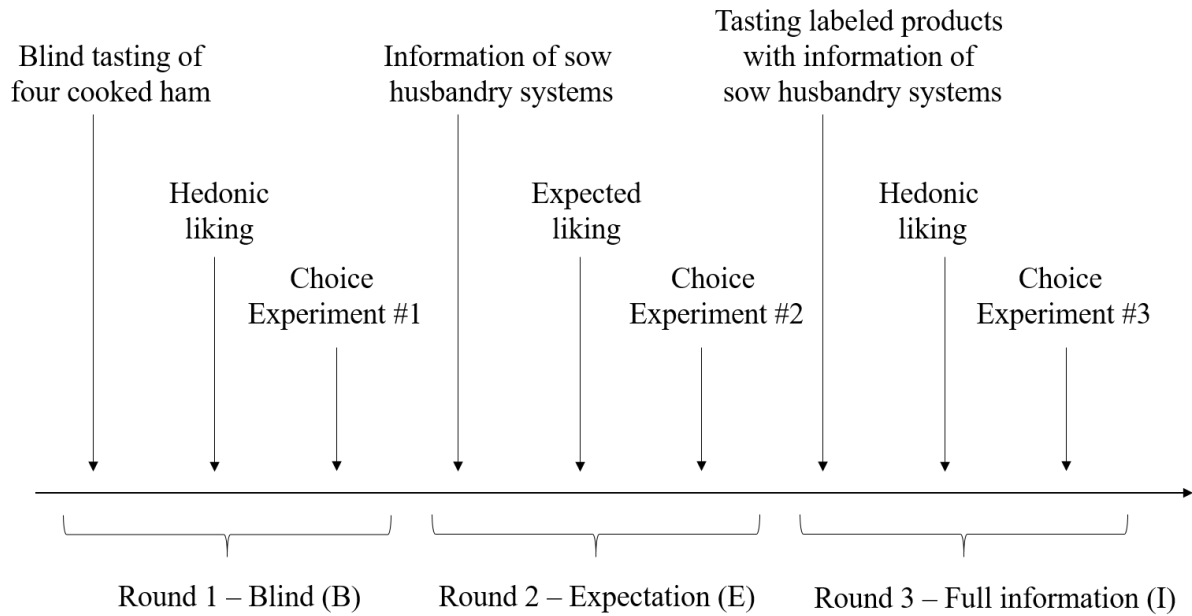 Blind tasting of
four cooked ham
Hedonic
liking
Choice
Experiment #1
Information of sow
husbandry systems
Expected
liking
Choice
Experiment #2
Tasting labeled products
with information of
sow husbandry systems
Hedonic
liking
Choice
Experiment #3
Round 1 – Blind (B)
Round 2 – Expectation (E)
Round 3 – Full information (I)